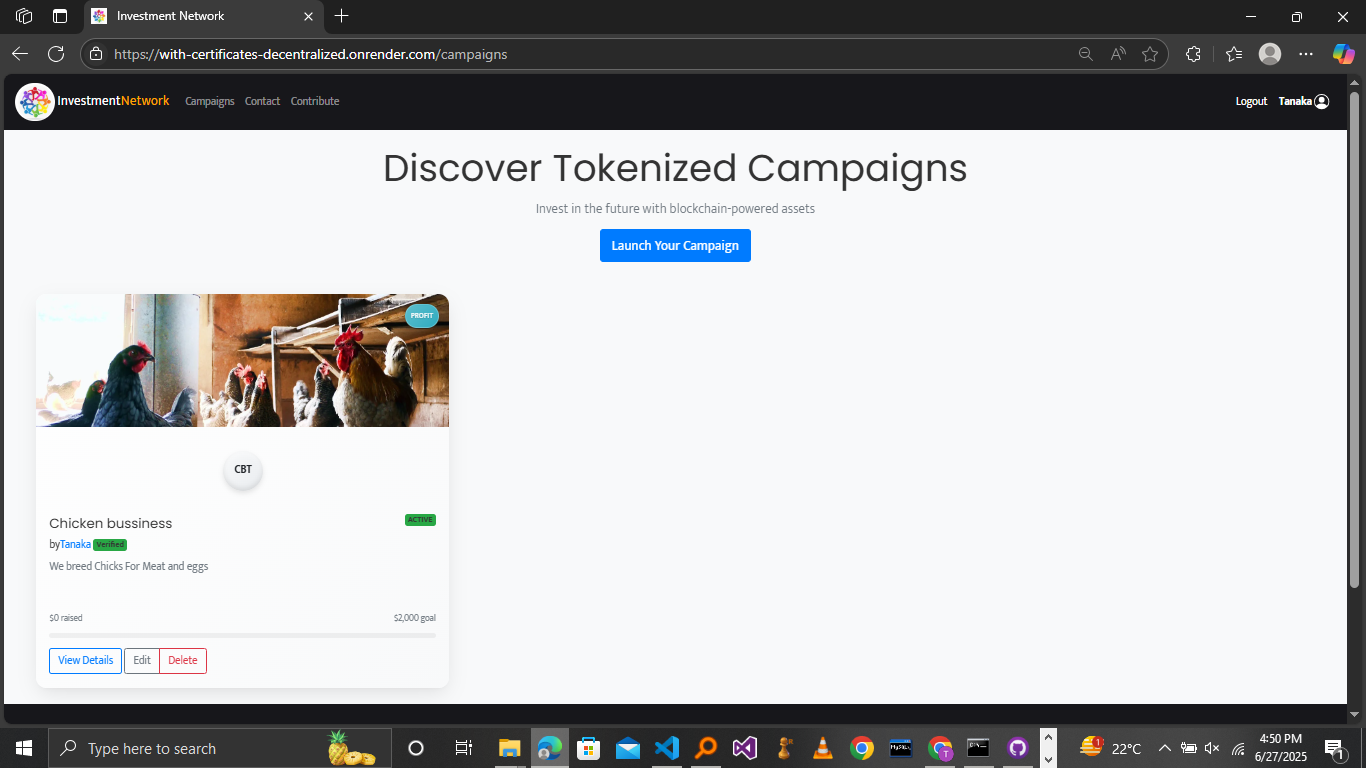 Investment Network
https://with-certificates-decentralized.onrender.com/campaigns
InvestmentNetwork Campaigns Contact Contribute Logout Tanaka
Discover Tokenized Campaigns
Invest in the future with blockchain-powered assets
Launch Your Campaign
PROFIT
CBT
Chicken bussiness ACTIVE
byTanaka Verified
We breed Chicks For Meat and eggs
$0 raised $2,000 goal
View Details Edit Delete
Type here to search
1
22°C
4:50 PM
6/27/2025
1